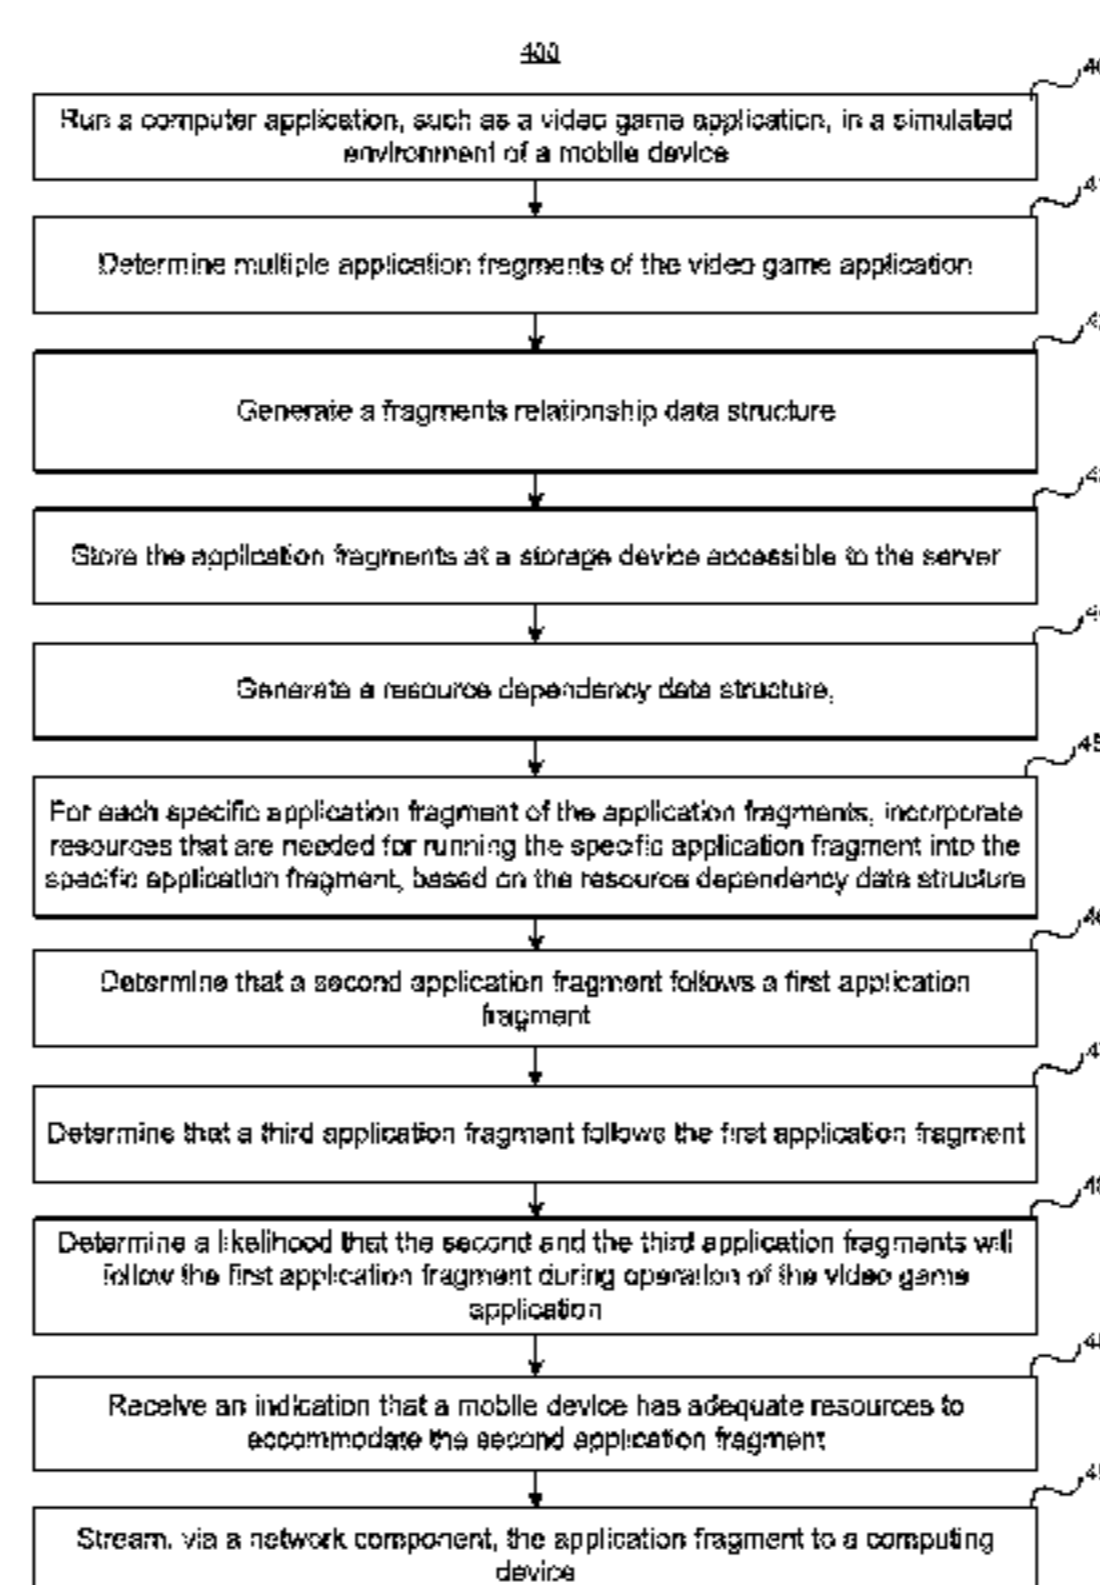 400
Run a computer application, such as a video game application, in a simulated
environment of a mobile device
Determine multiple application fragments of the video game application
Generate a fragments relationship data structure
Store the application fragments at a storage device accessible to the server
Generate a resource dependency data structure,
45
For each specific application fragment of the application fragments, incorporate
resources that are needed for running the specific application fragment into the
specific application fragment, based on the resource dependency data structure
Determine that a second application fragment follows a first application
fragment
Determine that a third application fragment follows the first application fragment
Determine a likelihood that the second and the third application fragments will
follow the first application fragment during operation of the video game
application
Receive an indication that a mobile device has adequate resources to
accommodate the second application fragment
Stream, via a network component, the application fragment to a computing
device